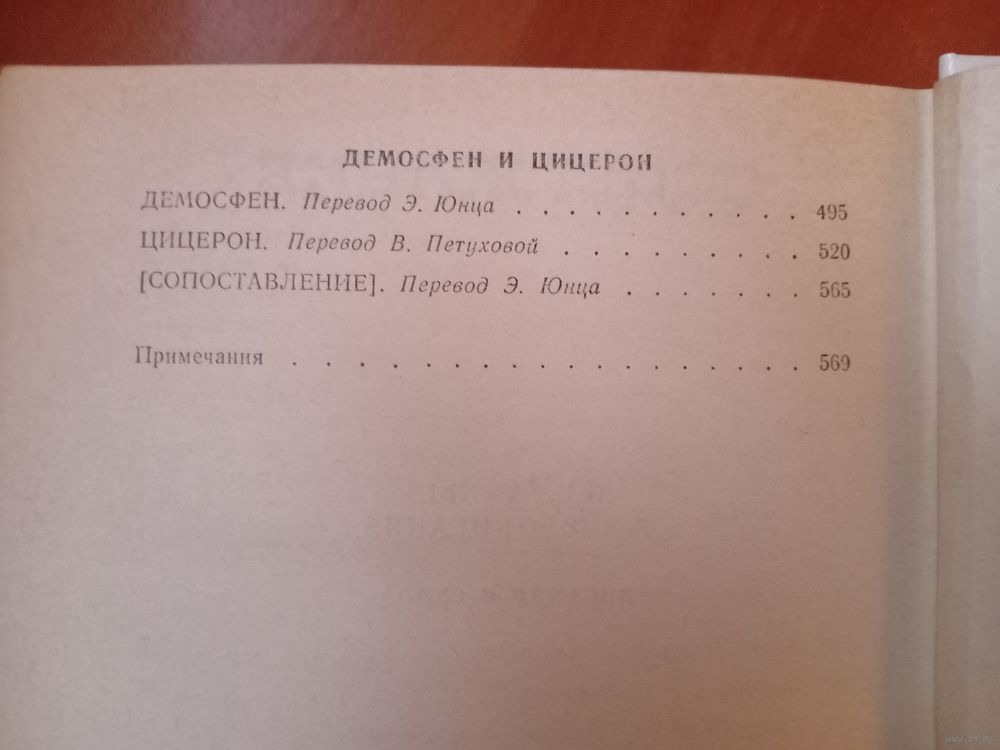 ДЕМОСФЕН И ЦИЦЕРОН
ДЕМОСФЕН. Перевод Э. Юнца . . . . . . . . . . . . 495
ЦИЦЕРОН. Перевод В. Петуховой . . . . . . . . . . 520
[СОПОСТАВЛЕНИЕ]. Перевод Э. Юнца . . . . . . . 565
Примечания . . . . . . . . . . . . . . . . . 569